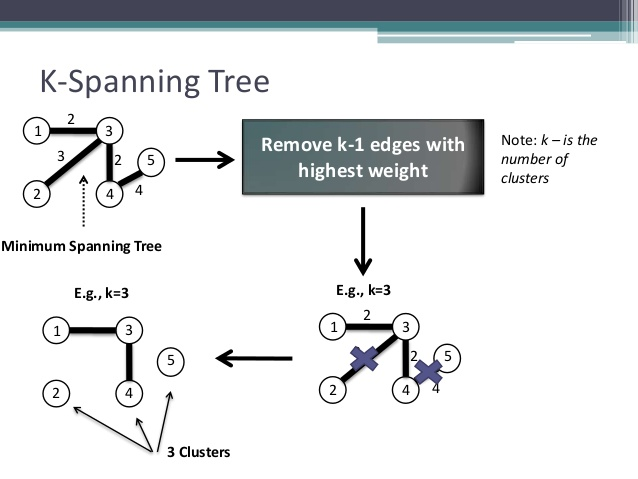 K-Spanning Tree
2
1
3
3
2
5
2
4
4
Minimum Spanning Tree
Remove k-1 edges with
highest weight
Note: k – is the
number of
clusters
E.g., k=3
1
3
5
2
4
3 Clusters
E.g., k=3
2
1
3
2
5
2
4
4